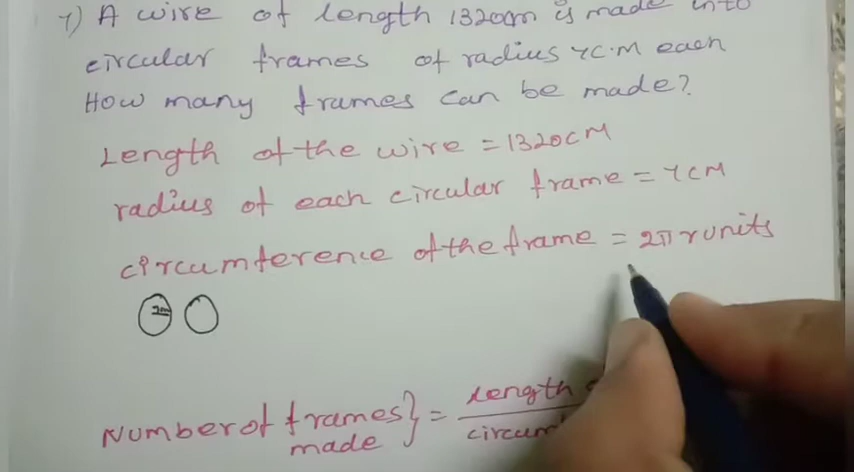 7) A wire of length 1320cm is made into
circular frames of radius 7C.M each
How many frames can be made?
Length of the wire = 1320CM
radius of each circular frame = 7CM
circumference of the frame = 2πr units
Number of frames} = Length
made circum